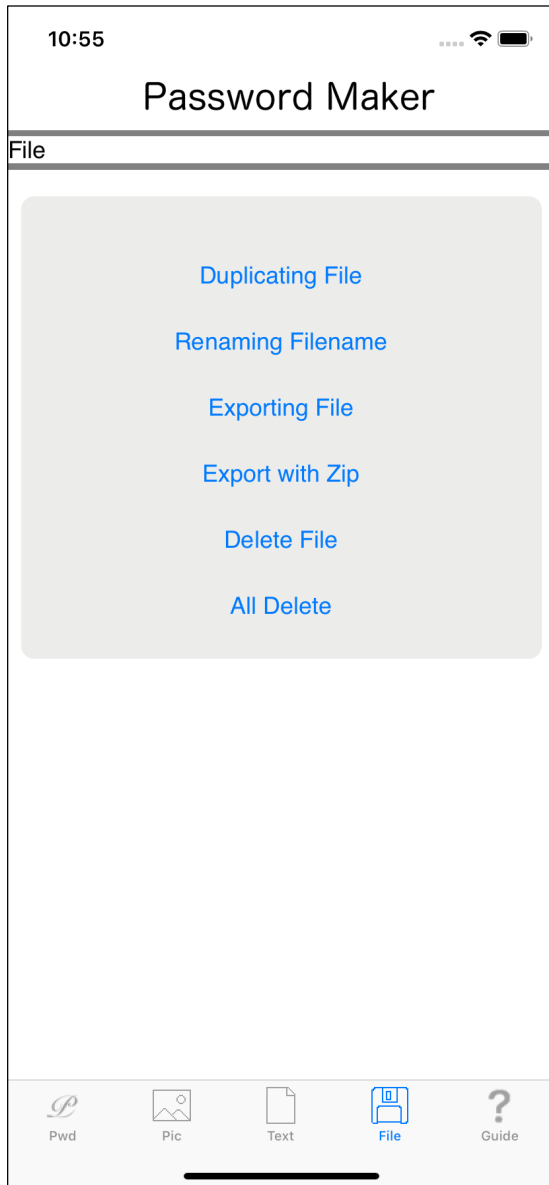 10:55
Password Maker
File
Duplicating File
Renaming Filename
Exporting File
Export with Zip
Delete File
All Delete
Pwd Pic Text File Guide